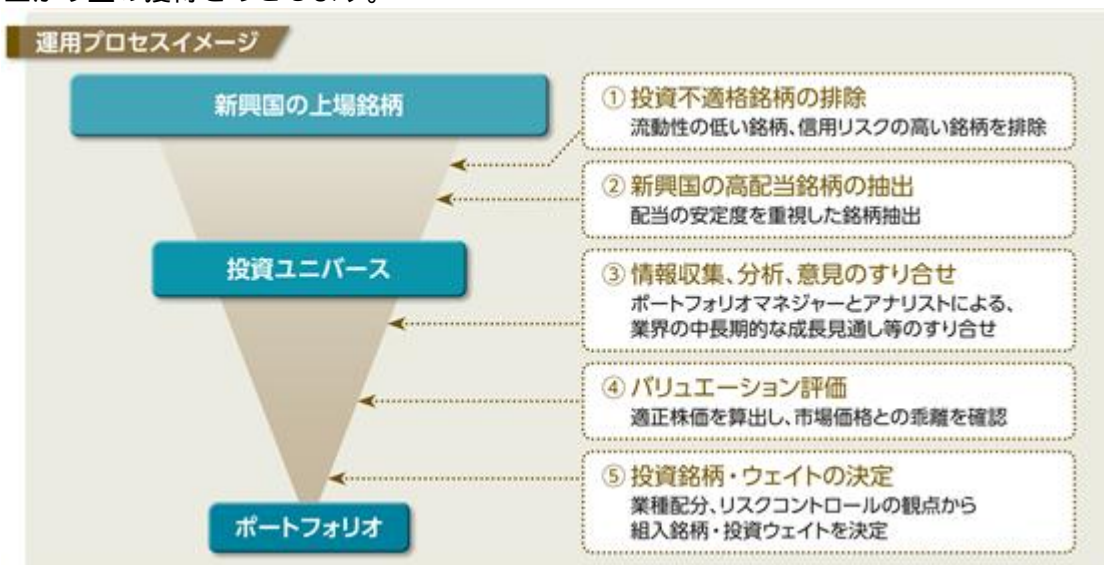 運用プロセスイメージ
新興国の上場銘柄
① 投資不適格銘柄の排除
流動性の低い銘柄、信用リスクの高い銘柄を排除
② 新興国の高配当銘柄の抽出
配当の安定度を重視した銘柄抽出
投資ユニバース
③ 情報収集、分析、意見のすり合せ
ポートフォリオマネジャーとアナリストによる、
業界の中長期的な成長見通し等のすり合せ
④ バリュエーション評価
適正株価を算出し、市場価格との乖離を確認
⑤ 投資銘柄・ウェイトの決定
業種配分、リスクコントロールの観点から
組入銘柄・投資ウェイトを決定
ポートフォリオ